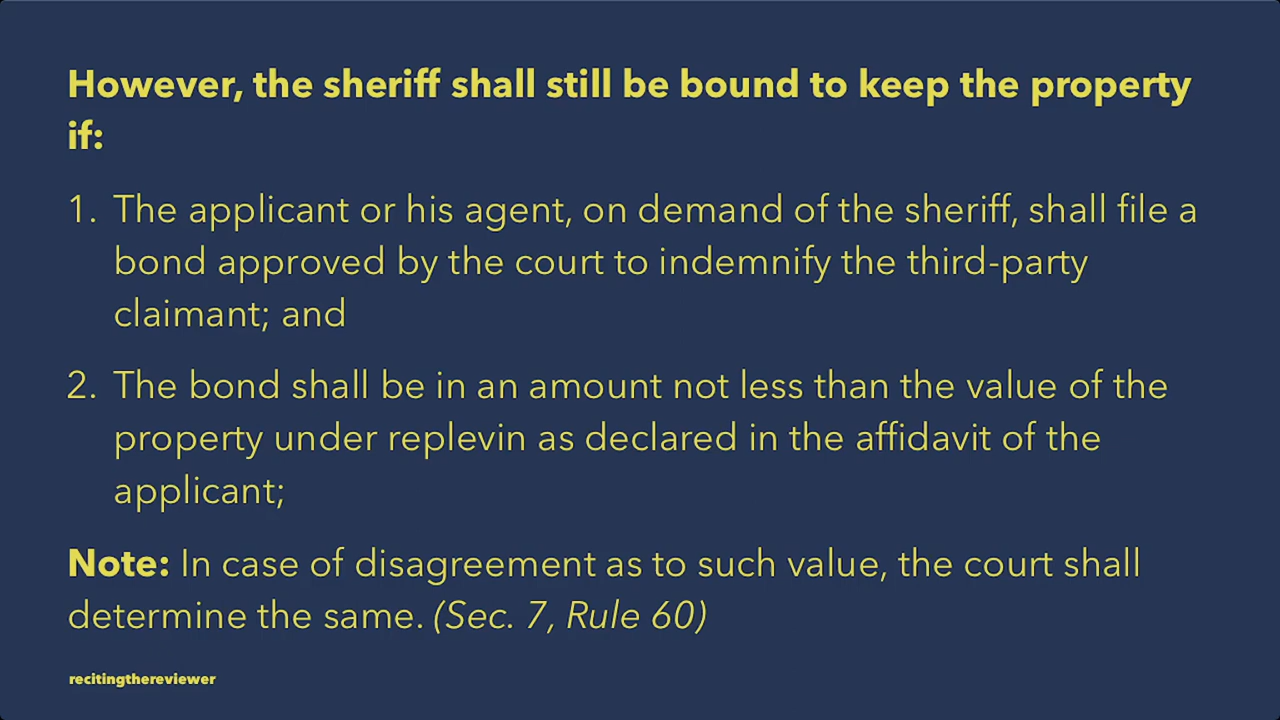 However, the sheriff shall still be bound to keep the property
if:
1. The applicant or his agent, on demand of the sheriff, shall file a
bond approved by the court to indemnify the third-party
claimant; and
2. The bond shall be in an amount not less than the value of the
property under replevin as declared in the affidavit of the
applicant;
Note: In case of disagreement as to such value, the court shall
determine the same. (Sec. 7, Rule 60)
recitingthereviewer